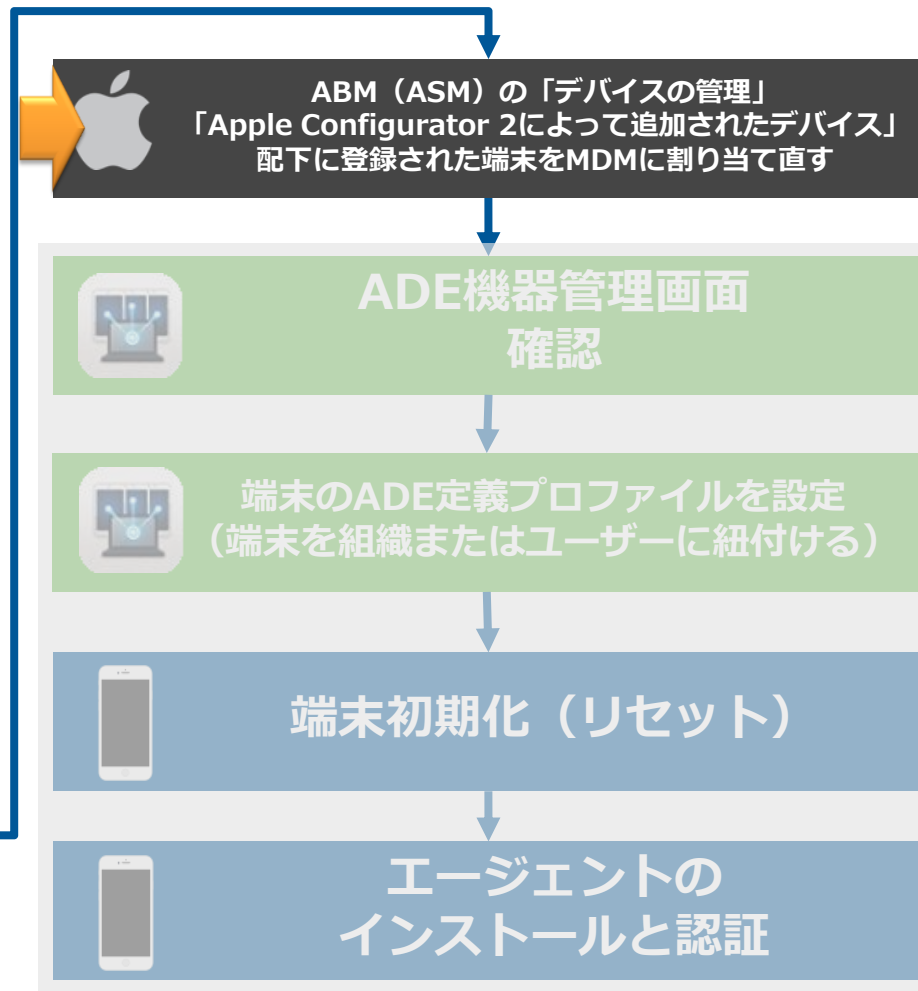 ABM（ASM）の「デバイスの管理」
「Apple Configurator 2によって追加されたデバイス」
配下に登録された端末をMDMに割り当て直す
ADE機器管理画面
確認
端末のADE定義プロファイルを設定
（端末を組織またはユーザーに紐付ける）
端末初期化（リセット）
エージェントの
インストールと認証